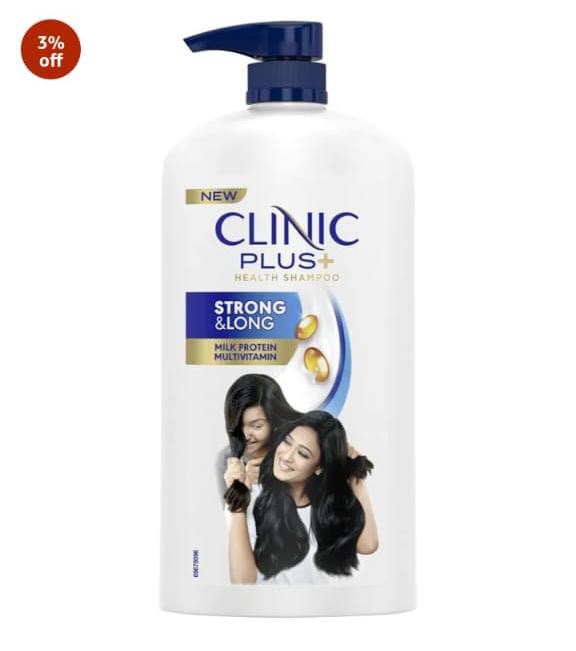 3%
off
NEW
CLINIC
PLUS+
HEALTH SHAMPOO
STRONG
&LONG
MILK PROTEIN
MULTIVITAMIN